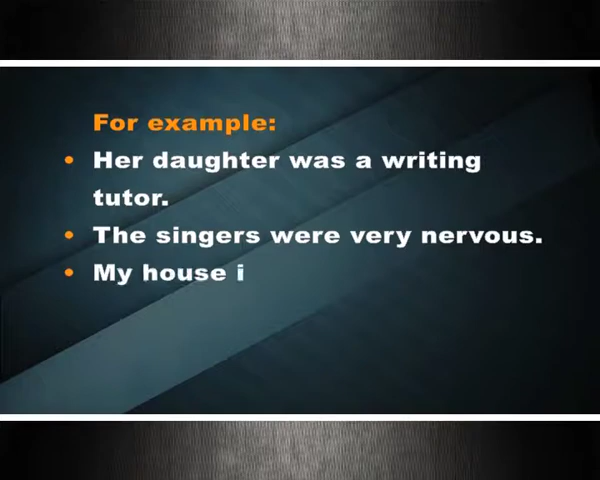 For example:
• Her daughter was a writing
tutor.
• The singers were very nervous.
• My house i